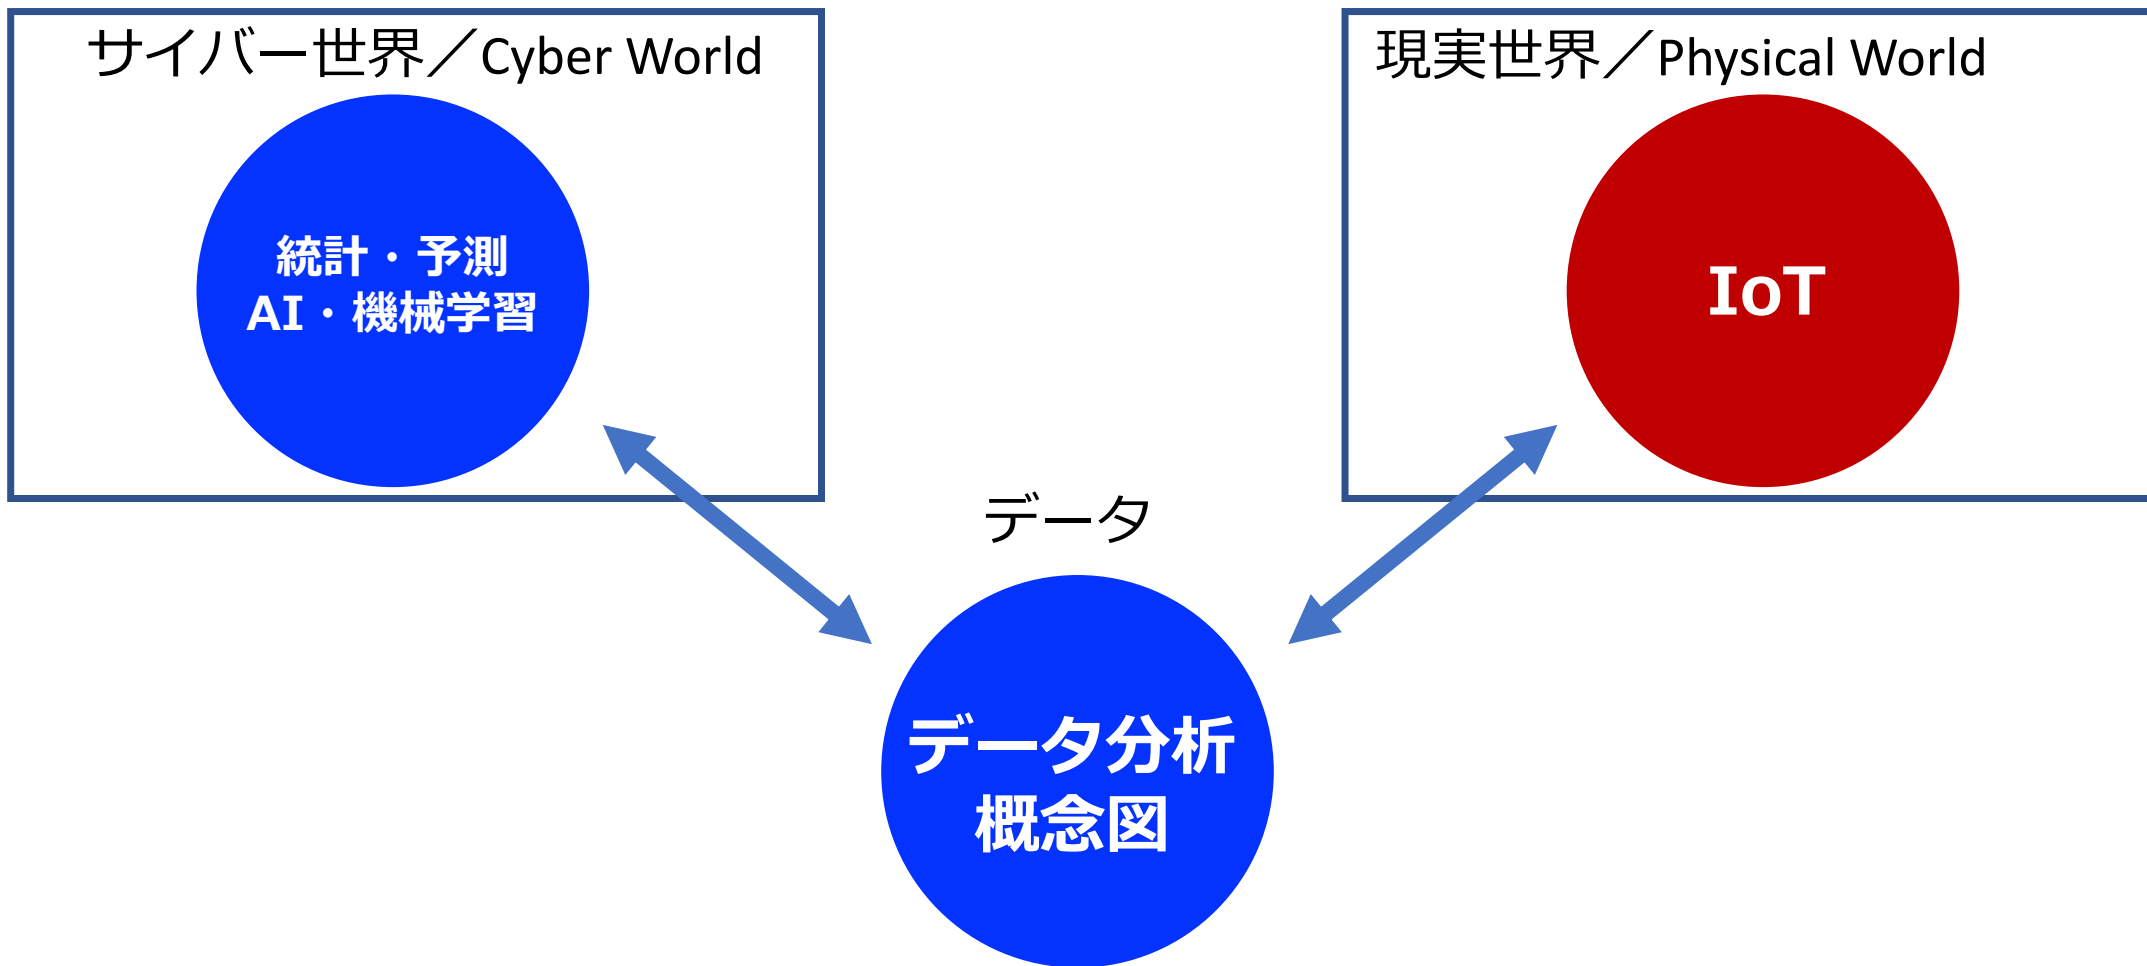 サイバー世界／Cyber World
現実世界／Physical World
統計・予測
AI・機械学習
IoT
データ
データ分析
概念図